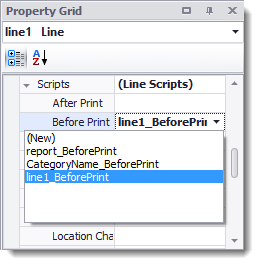 Property Grid
line1 Line
A
Z
Scripts (Line Scripts)
After Print
Before Print line1_BeforePri
(New)
report_BeforePrint
CategoryName_BeforePrint
line1_BeforePrint
Location Cha